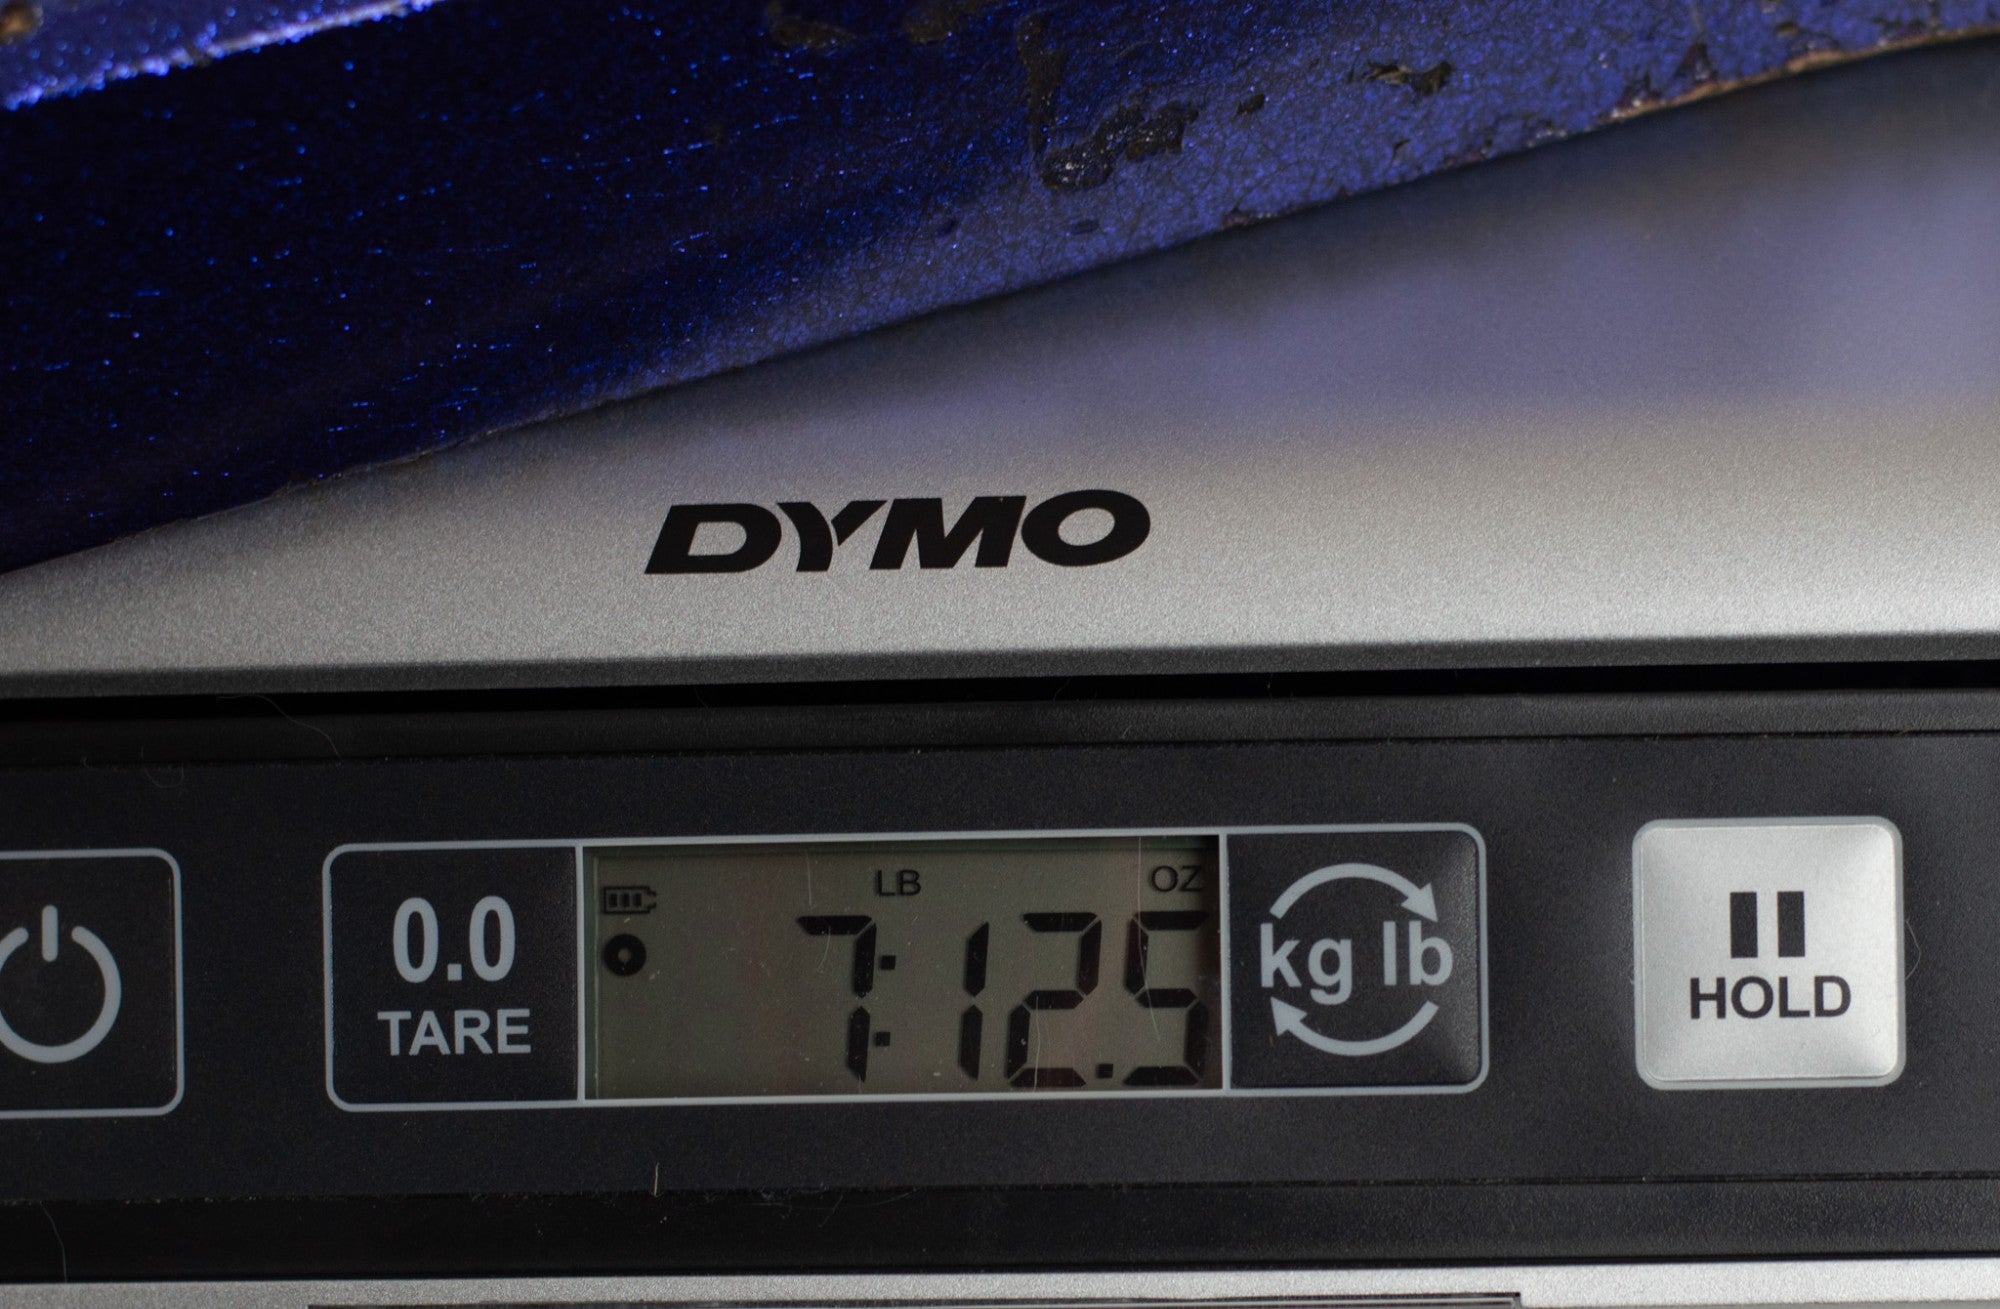 DYMO
0.0
TARE
LB OZ
7:12.5
kg lb
HOLD